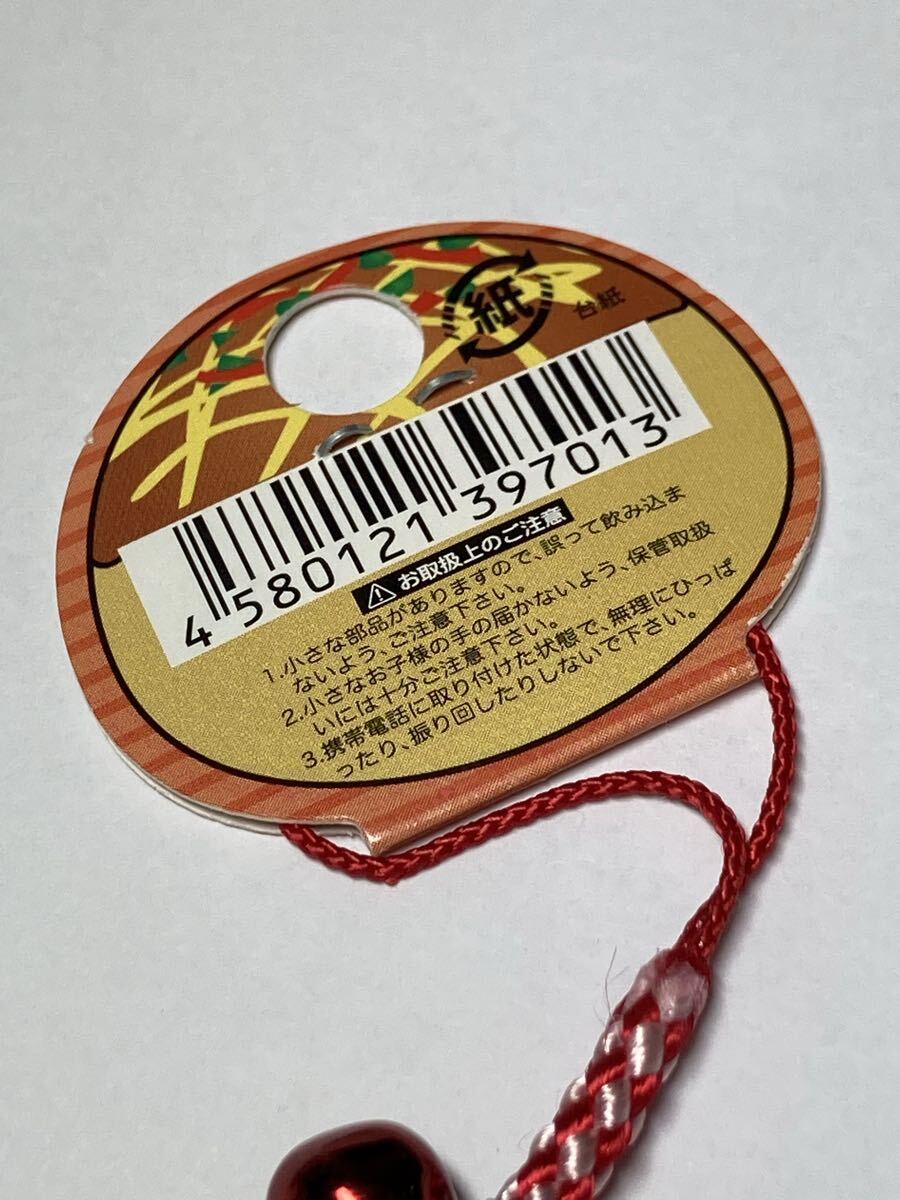 紙
台紙
4 580121 397013
お取扱上のご注意
1.小さな部品がありますので、誤って飲み込ま
ないよう、ご注意下さい。
2.小さなお子様の手の届かないよう、保管取扱
いには十分ご注意下さい。
3.携帯電話に取り付けた状態で、無理にひっぱ
ったり、振り回したりしないで下さい。